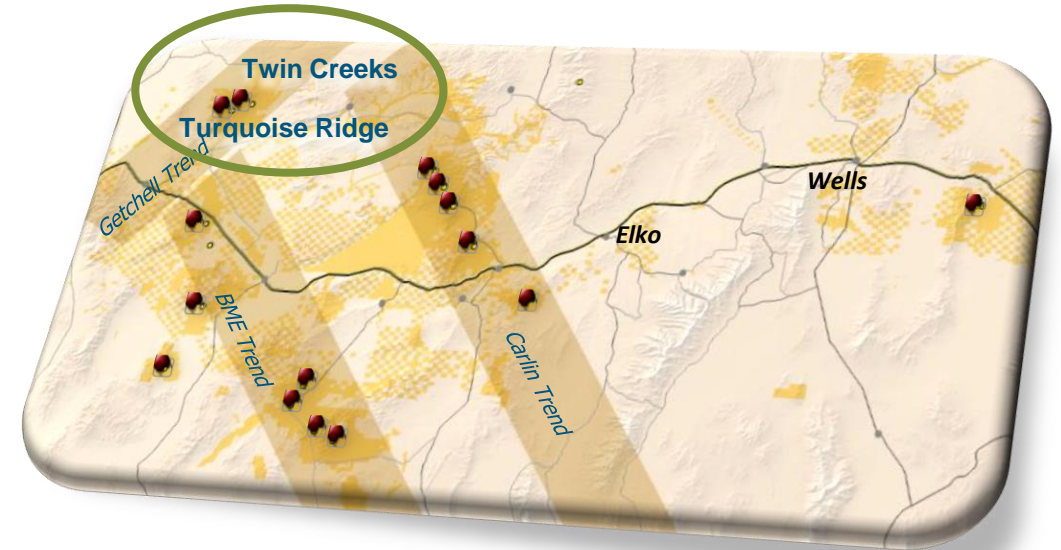 Twin Creeks
Turquoise Ridge
Getchell Trend
Wells
Elko
BME Trend
Carlin Trend